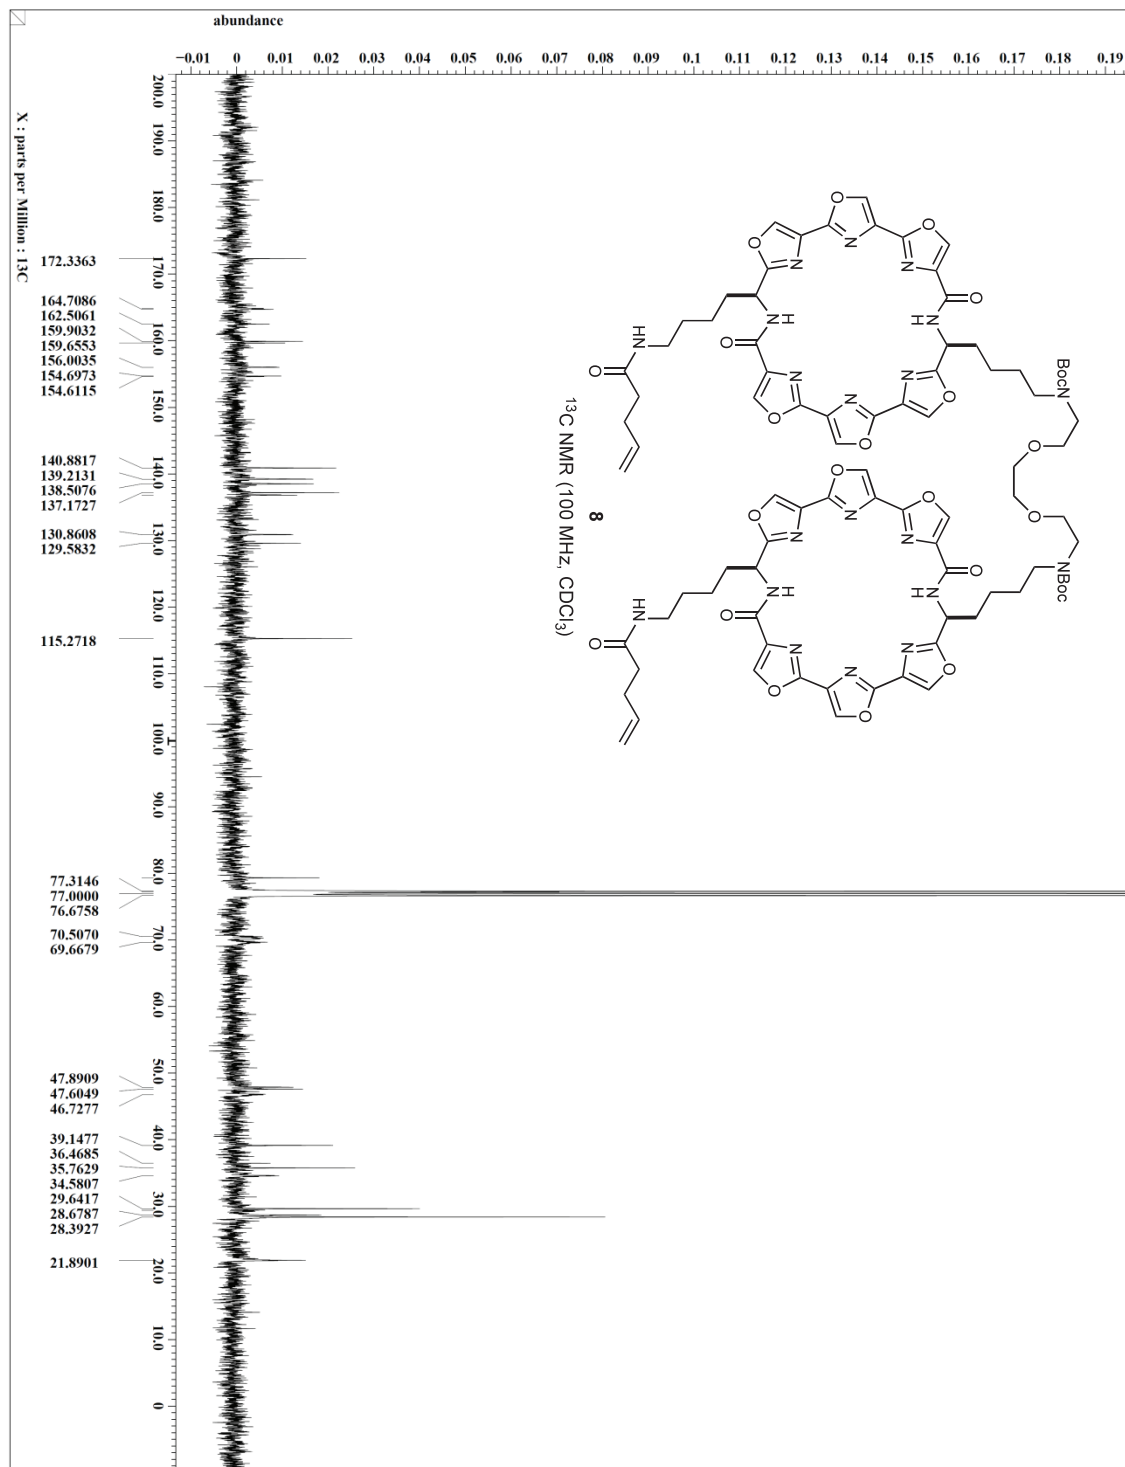 abundance
−0.01 0 0.01 0.02 0.03 0.04 0.05 0.06 0.07 0.08 0.09 0.1 0.11 0.12 0.13 0.14 0.15 0.16 0.17 0.18 0.19
200.0
190.0
180.0
170.0
160.0
150.0
140.0
130.0
120.0
110.0
100.0
90.0
80.0
70.0
60.0
50.0
40.0
30.0
20.0
10.0
0
X : parts per Million : 13C
172.3363
164.7086
162.5061
159.9032
159.6553
156.0035
154.6973
154.6115
140.8817
139.2131
138.5076
137.1727
130.8608
129.5832
115.2718
77.3146
77.0000
76.6758
70.5070
69.6679
47.8909
47.6049
46.7277
39.1477
36.4685
35.7629
34.5807
29.6417
28.6787
28.3927
21.8901
O O O
N N N
O
N H
N H
O
HN
O
N N N
O O O
BocN
O
O
NBoc
O O O
N N N
O
N H
N H
O
HN
O
N N N
O O O
8
¹³C NMR (100 MHz, CDCl₃)